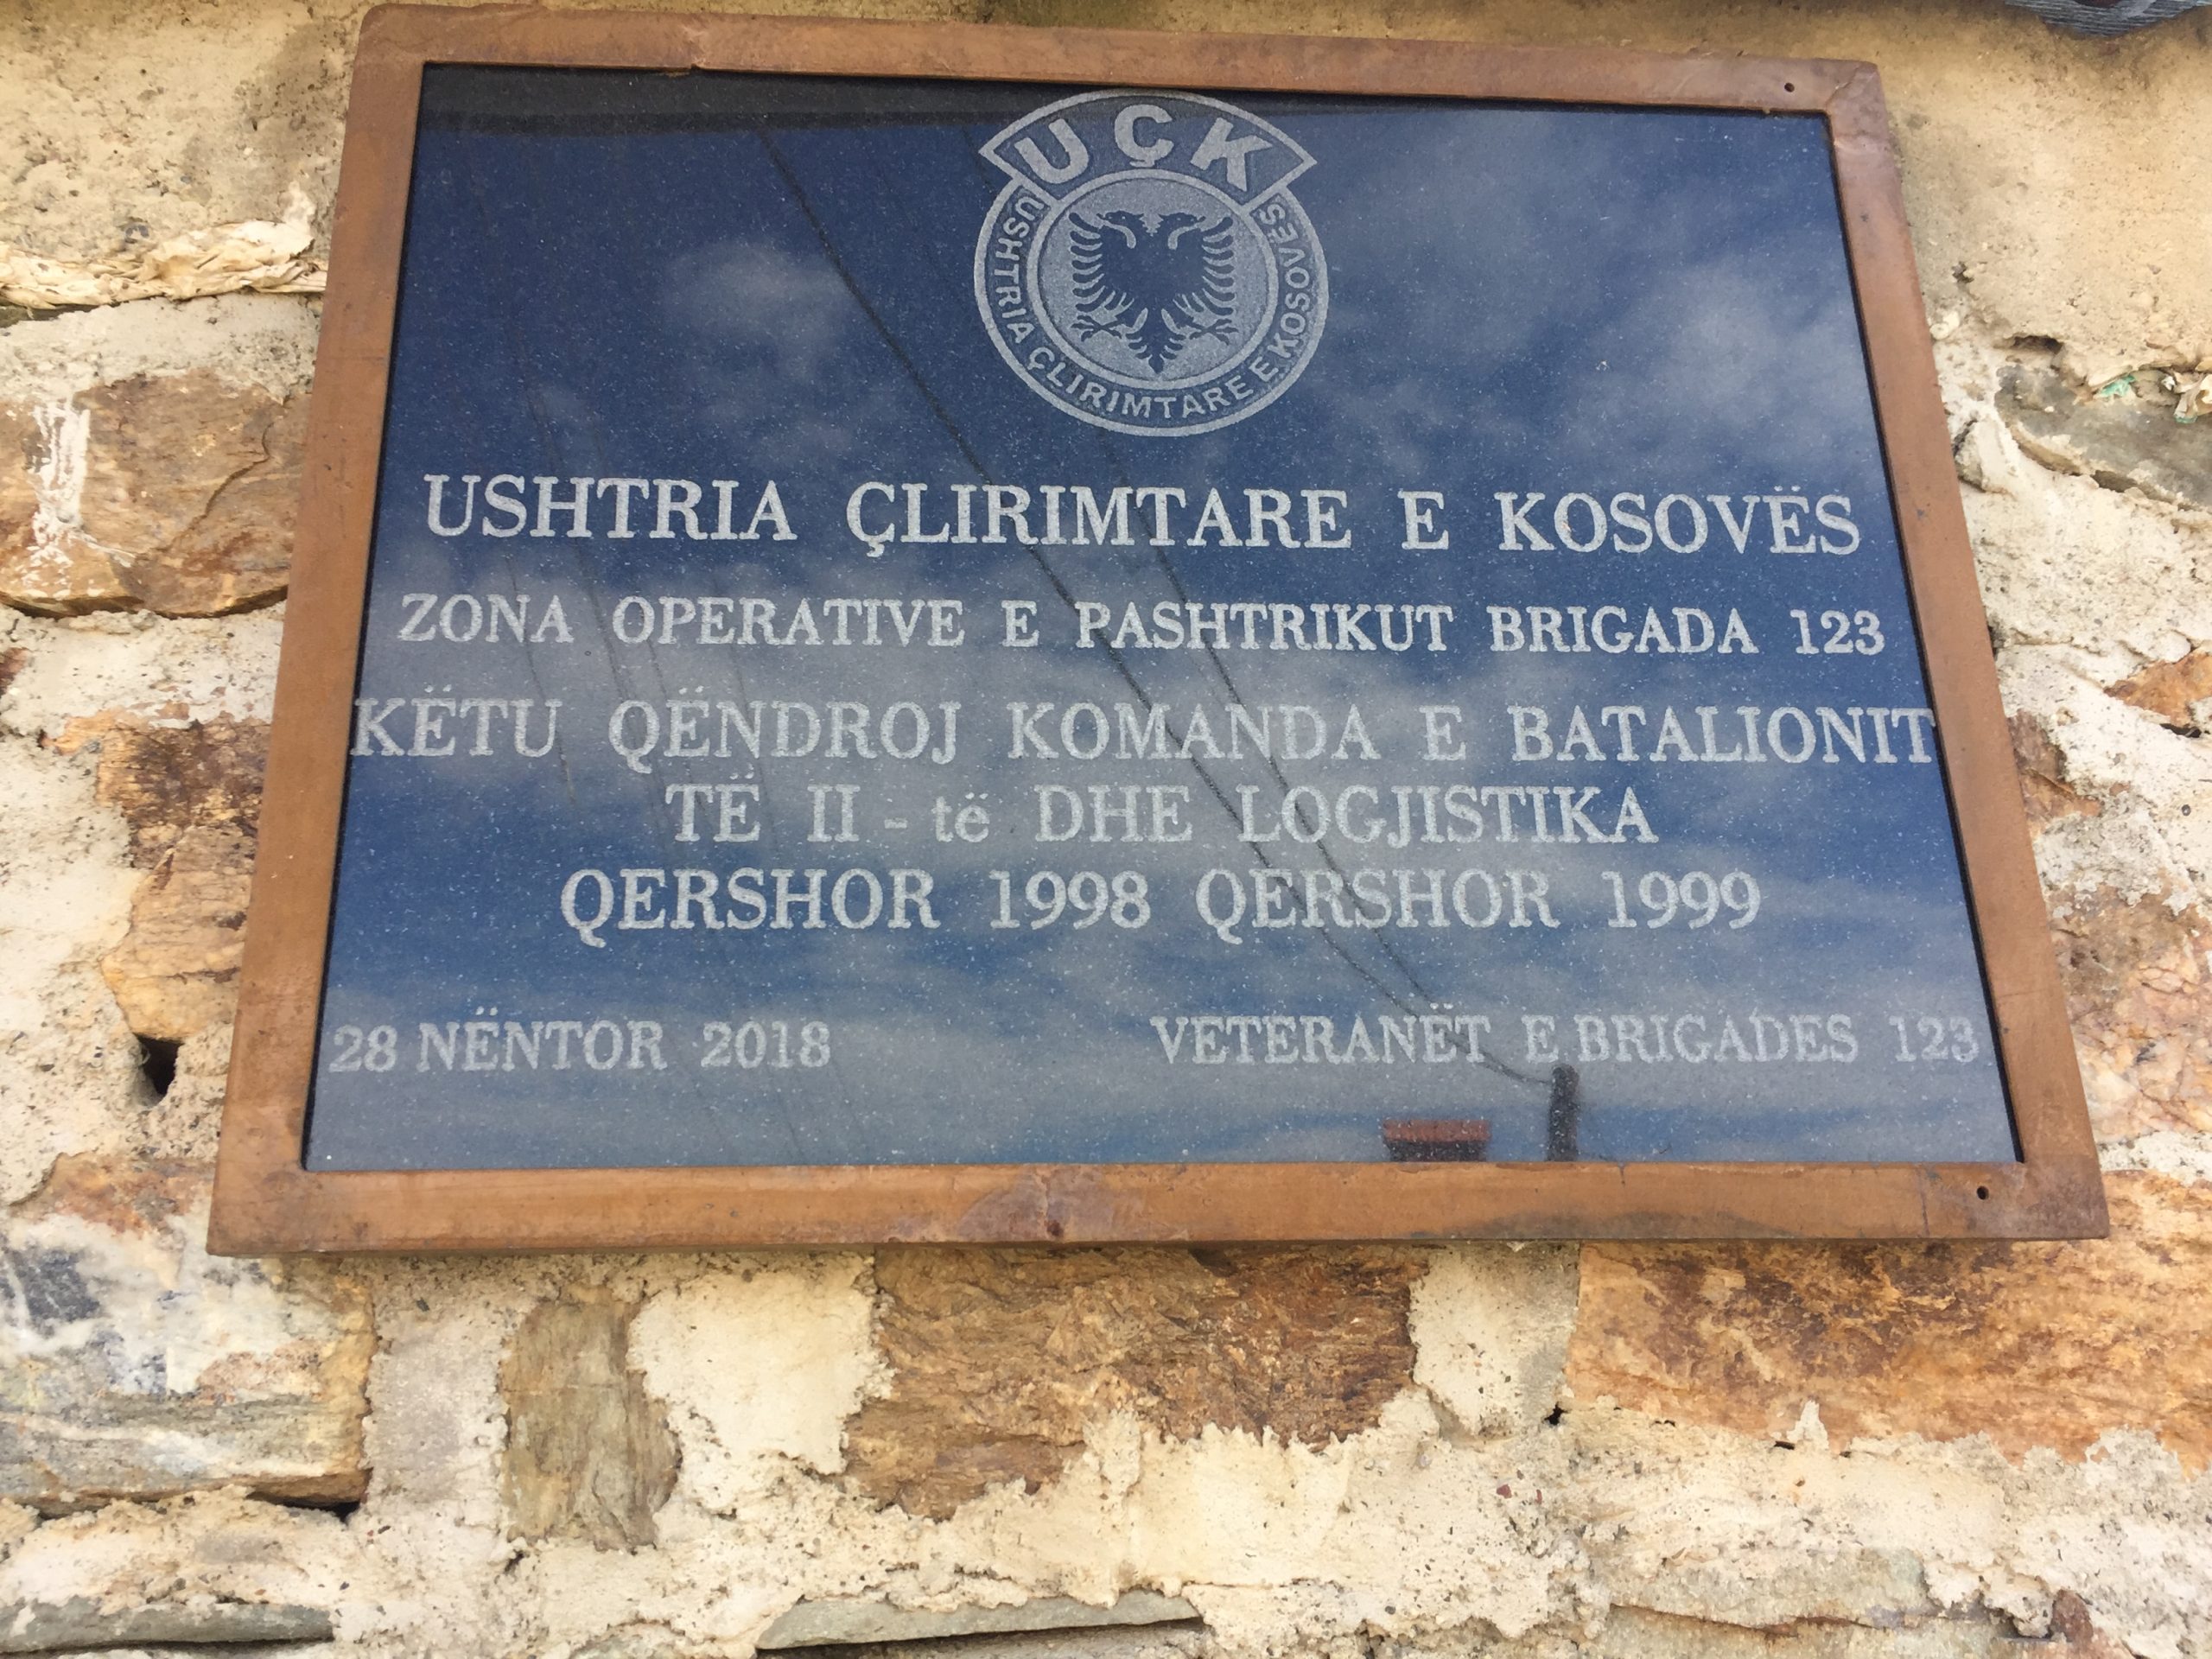 UÇK
USHTRIA ÇLIRIMTARE E KOSOVËS
USHTRIA ÇLIRIMTARE E KOSOVËS
ZONA OPERATIVE E PASHTRIKUT BRIGADA 123
KËTU QËNDROJ KOMANDA E BATALIONIT
TË II - të DHE LOGJISTIKA
QERSHOR 1998 QERSHOR 1999
28 NËNTOR 2018 VETERANËT E BRIGADES 123